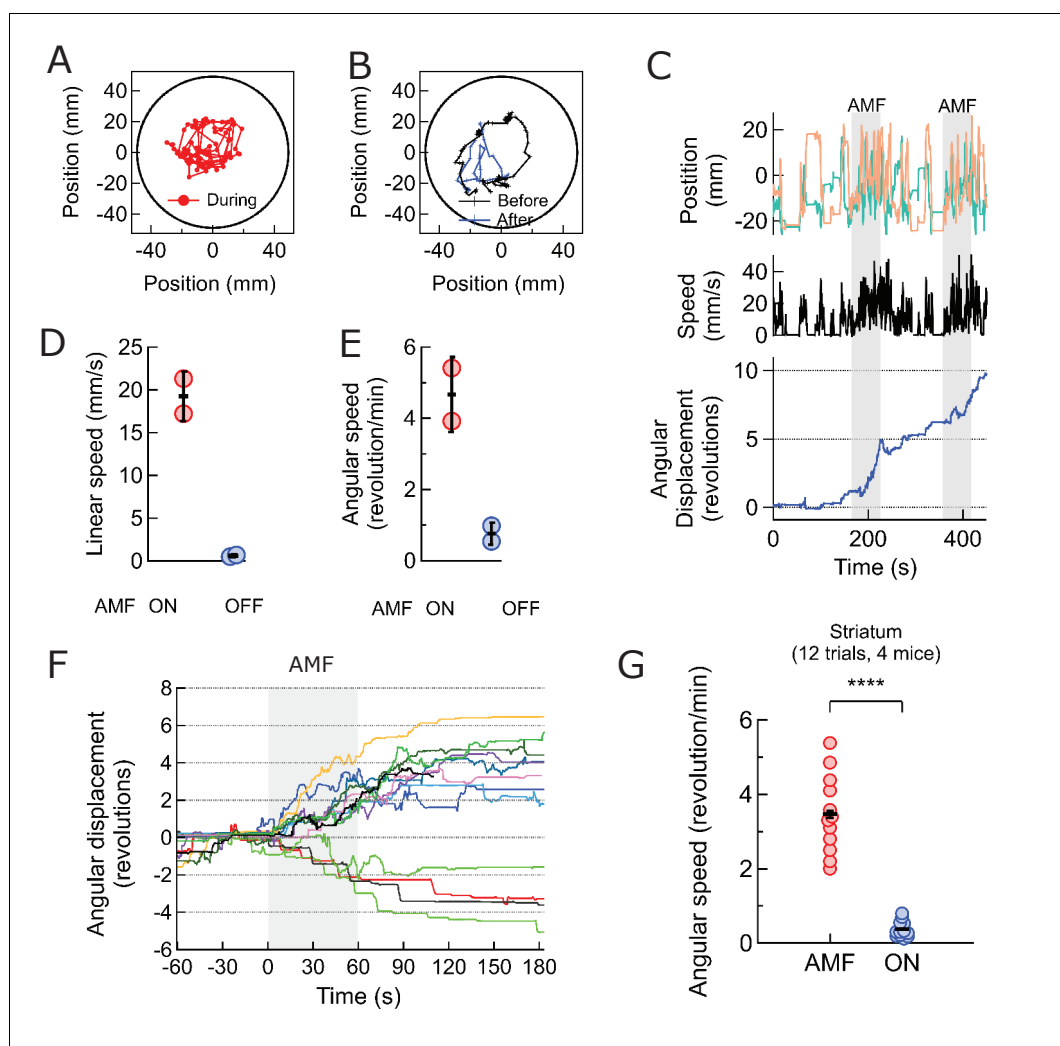 A
Position (mm)
40
20
0
-20
-40
During
-40
0
40
Position (mm)
B
Position (mm)
40
20
0
-20
-40
Before
After
-40
0
40
Position (mm)
C
AMF
AMF
Postition
(mm)
20
0
-20
Speed
(mm/s)
40
20
0
Angular
Displacement
(revolutions)
10
5
0
0
200
400
Time (s)
D
Linear speed (mm/s)
25
20
15
10
5
0
AMF ON OFF
E
Angular speed
(revolution/min)
6
4
2
0
AMF ON OFF
F
AMF
Angular displacement
(revolutions)
8
6
4
2
0
-2
-4
-6
-60 -30 0 30 60 90 120 150 180
Time (s)
G
Striatum
(12 trials, 4 mice)
****
Angular speed (revolution/min)
6
4
2
0
AMF ON